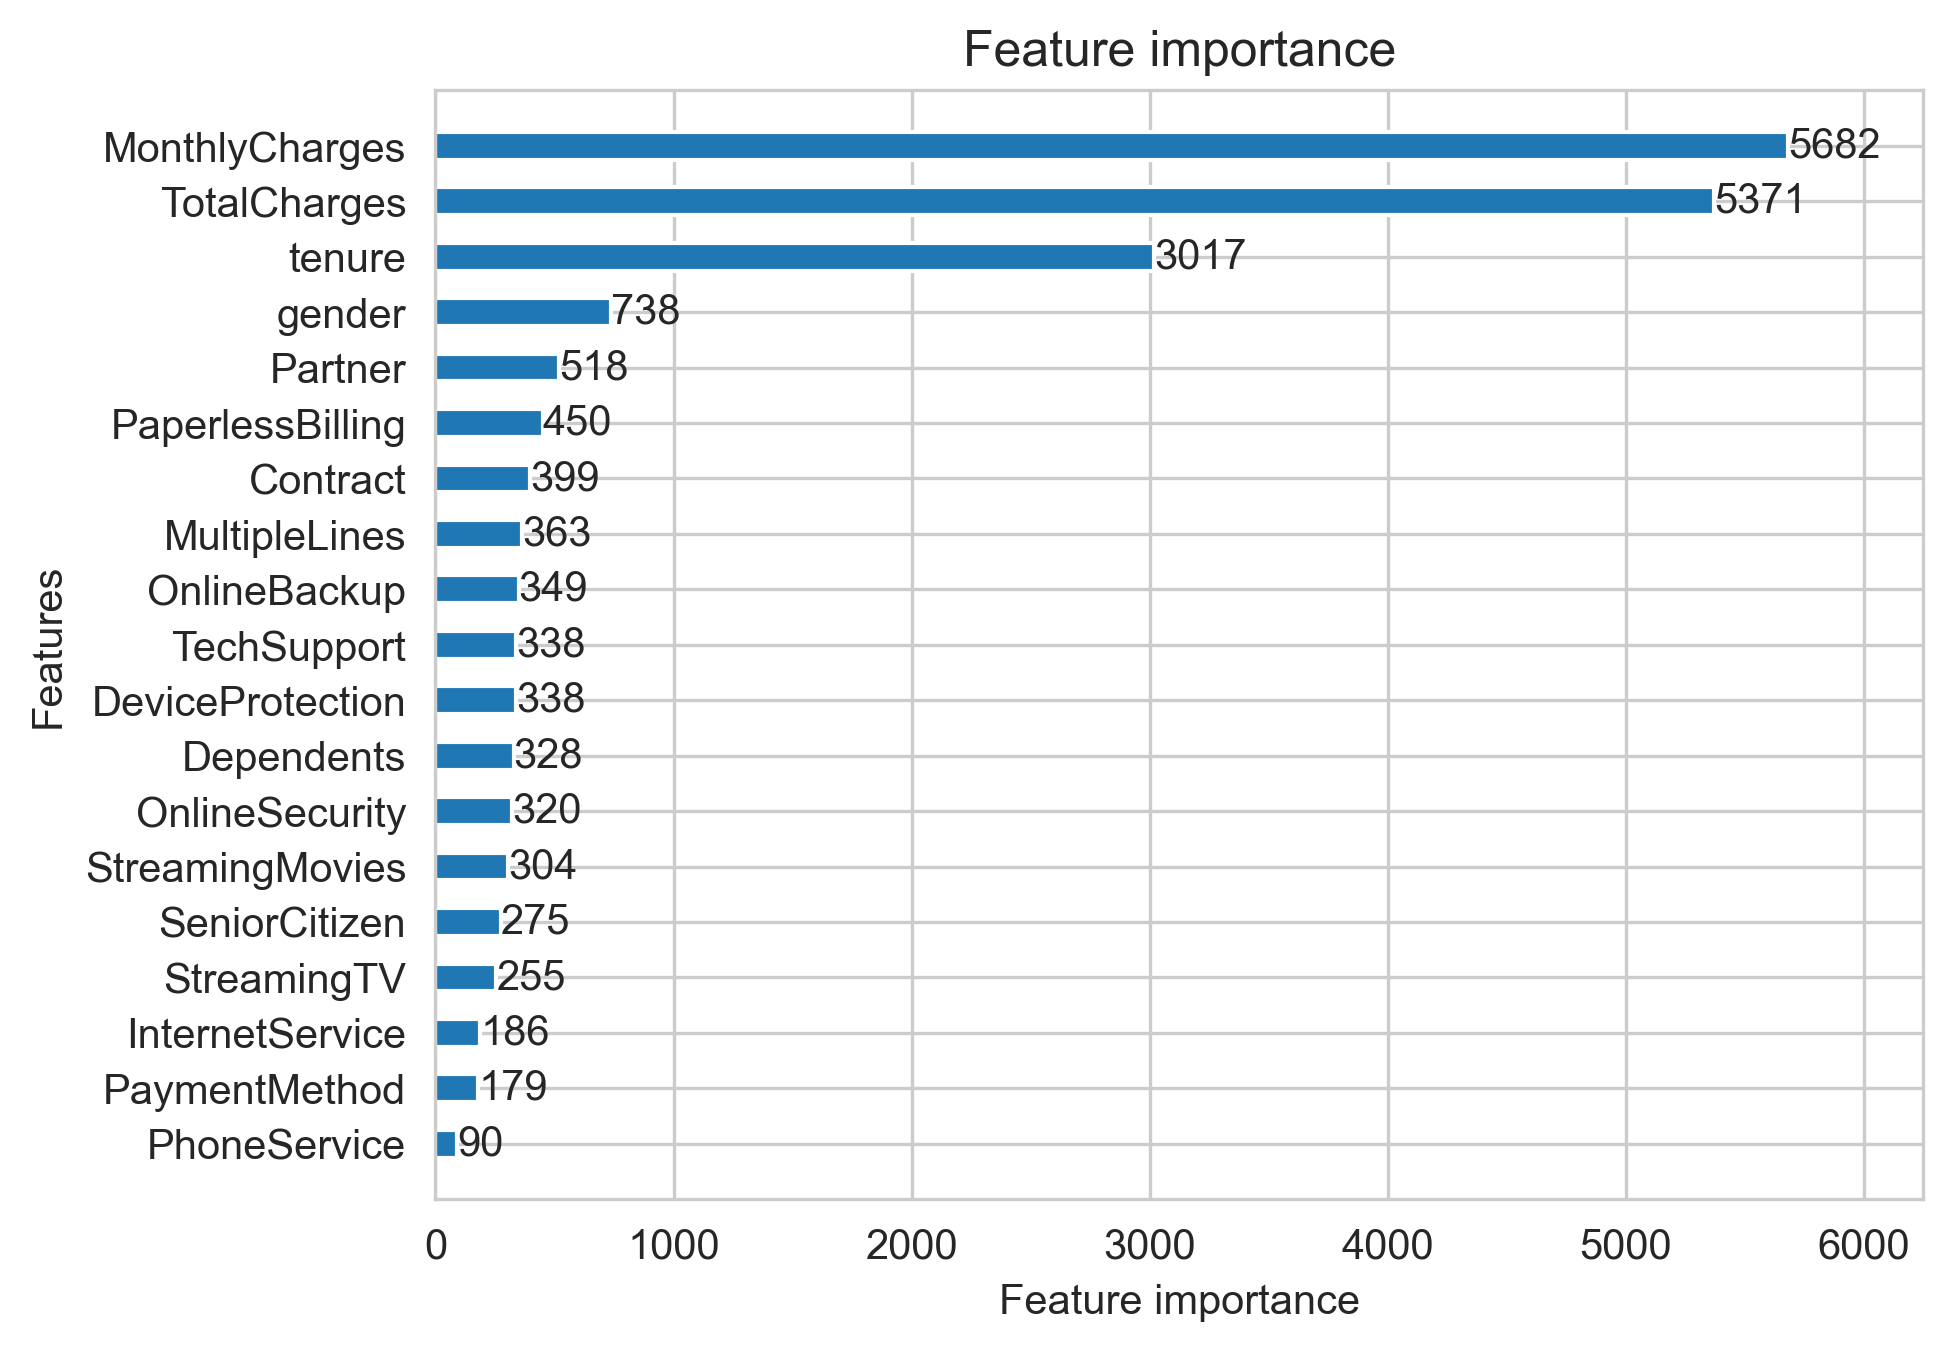 Feature importance
MonthlyCharges 5682
TotalCharges 5371
tenure 3017
gender 738
Partner 518
PaperlessBilling 450
Contract 399
MultipleLines 363
OnlineBackup 349
TechSupport 338
DeviceProtection 338
Dependents 328
OnlineSecurity 320
StreamingMovies 304
SeniorCitizen 275
StreamingTV 255
InternetService 186
PaymentMethod 179
PhoneService 90
Features
0 1000 2000 3000 4000 5000 6000
Feature importance